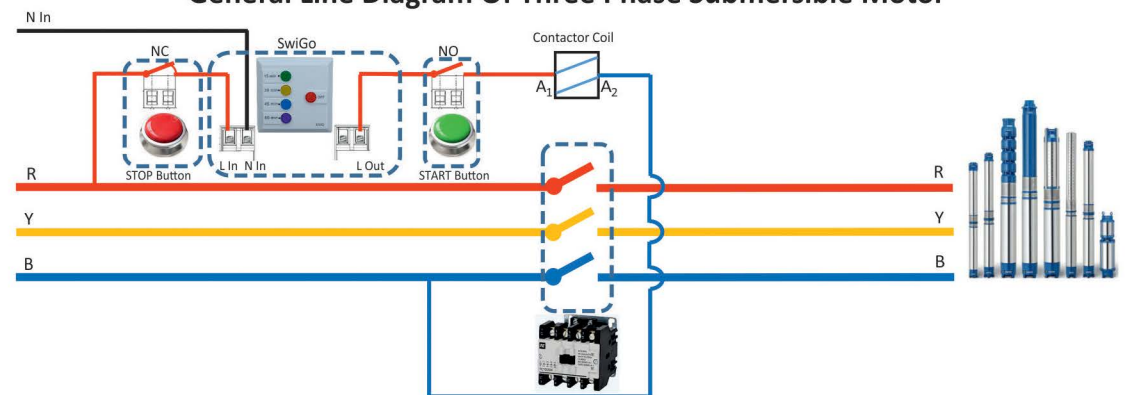 General Line Diagram Of Three Phase Submersible Motor
N In
SwiGo
Contactor Coil
NC
NO
A1
A2
L In N In
L Out
STOP Button
START Button
R
R
Y
Y
B
B